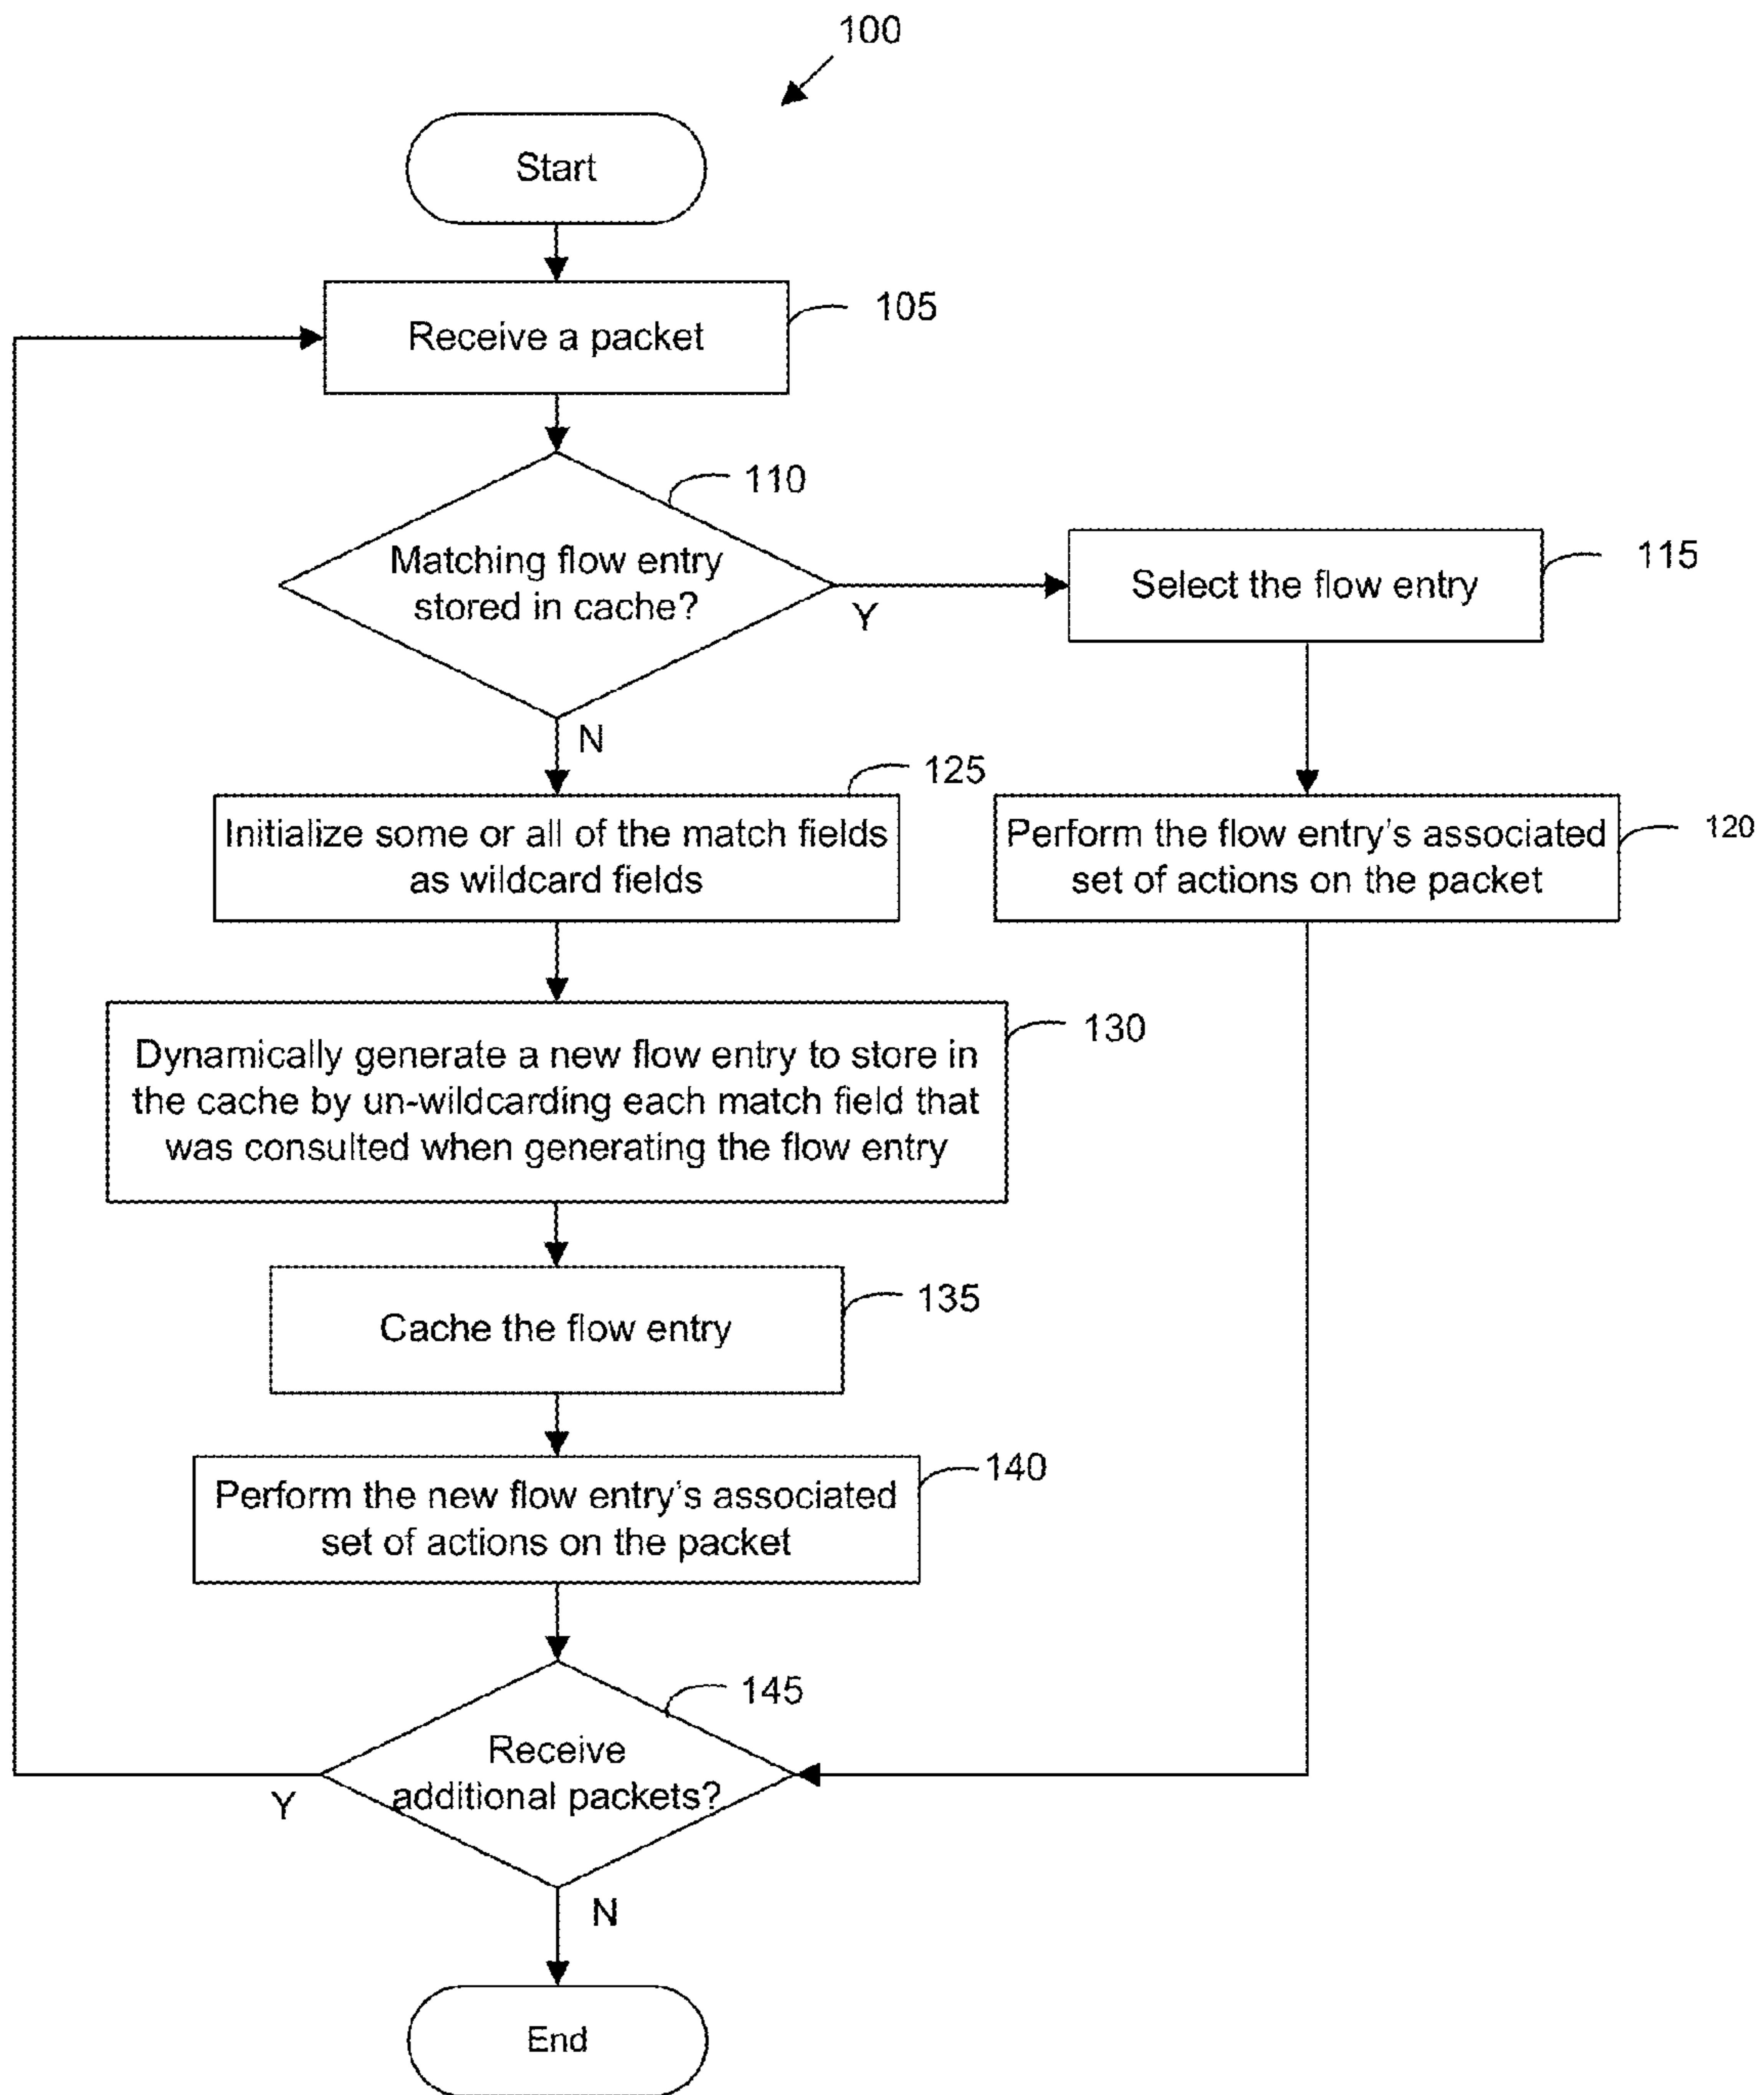 100
Start
Receive a packet
105
110
Matching flow entry
stored in cache?
Y
N
Select the flow entry
115
125
Initialize some or all of the match fields
as wildcard fields
Perform the flow entry's associated
set of actions on the packet
120
130
Dynamically generate a new flow entry to store in
the cache by un-wildcarding each match field that
was consulted when generating the flow entry
Cache the flow entry
135
Perform the new flow entry's associated
set of actions on the packet
140
145
Receive
additional packets?
Y
N
End